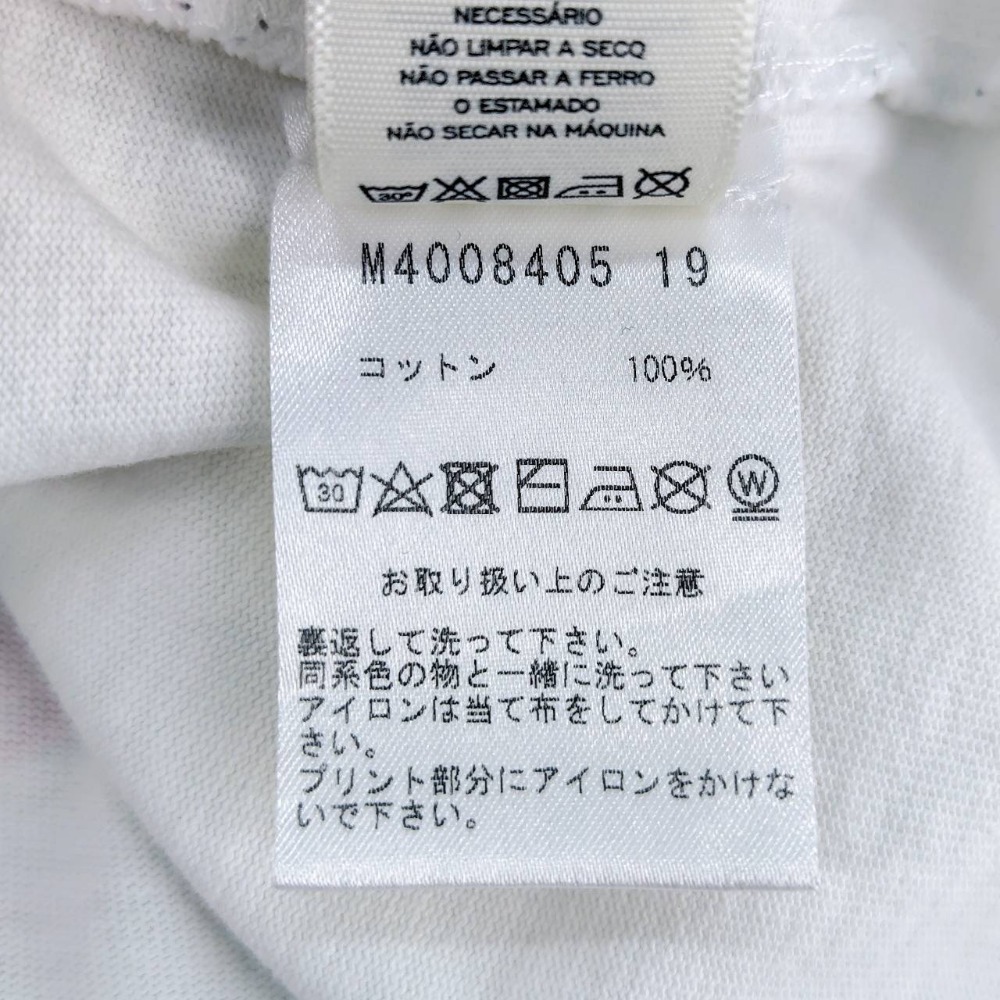 NECESSÁRIO
NÃO LIMPAR A SECO
NÃO PASSAR A FERRO
O ESTAMADO
NÃO SECAR NA MÁQUINA
30°
M4008405 19
コットン 100%
30 W
お取り扱い上のご注意
裏返して洗って下さい。
同系色の物と一緒に洗って下さい
アイロンは当て布をしてかけて下
さい。
プリント部分にアイロンをかけな
いで下さい。